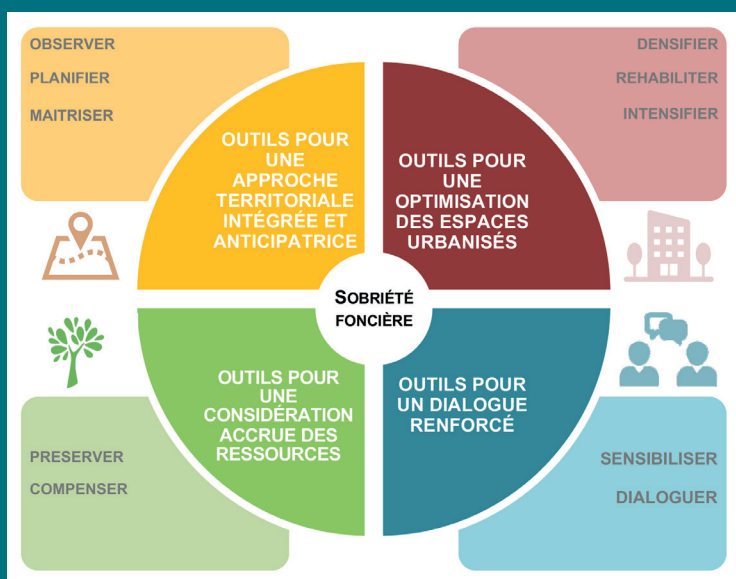 OBSERVER
PLANIFIER
MAITRISER
OUTILS POUR
UNE
APPROCHE
TERRITORIALE
INTÉGRÉE ET
ANTICIPATRICE
DENSIFIER
REHABILITER
INTENSIFIER
OUTILS POUR
UNE
OPTIMISATION
DES ESPACES
URBANISÉS
SOBRIÉTÉ
FONCIÈRE
OUTILS POUR
UNE
CONSIDÉRATION
ACCRUE DES
RESSOURCES
PRESERVER
COMPENSER
OUTILS POUR
UN DIALOGUE
RENFORCÉ
SENSIBILISER
DIALOGUER